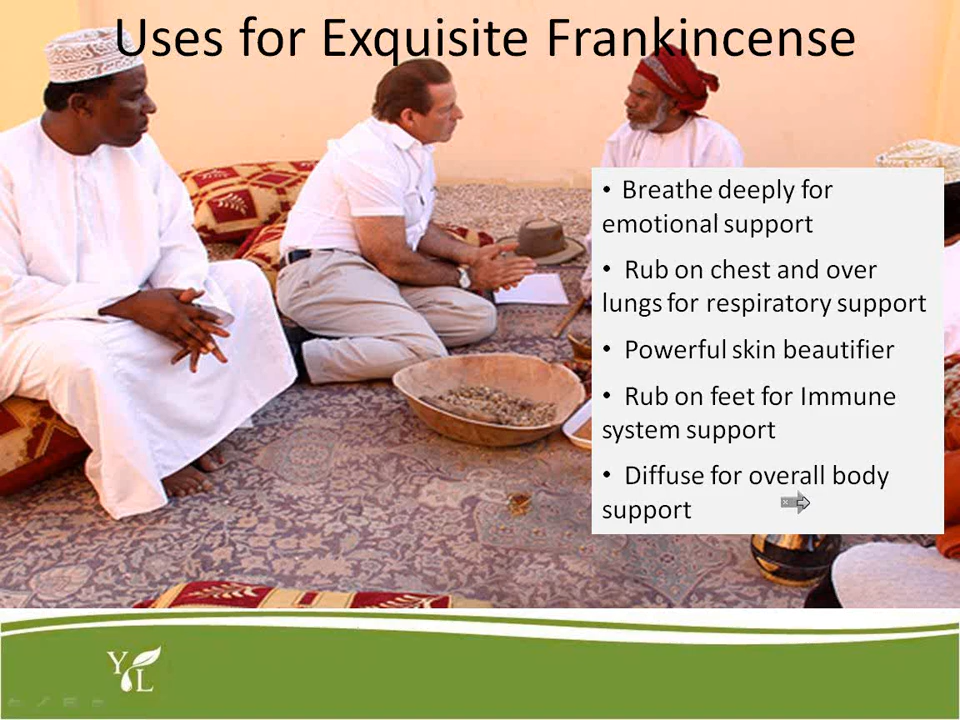 Uses for Exquisite Frankincense
• Breathe deeply for
emotional support
• Rub on chest and over
lungs for respiratory support
• Powerful skin beautifier
• Rub on feet for Immune
system support
• Diffuse for overall body
support
Y L